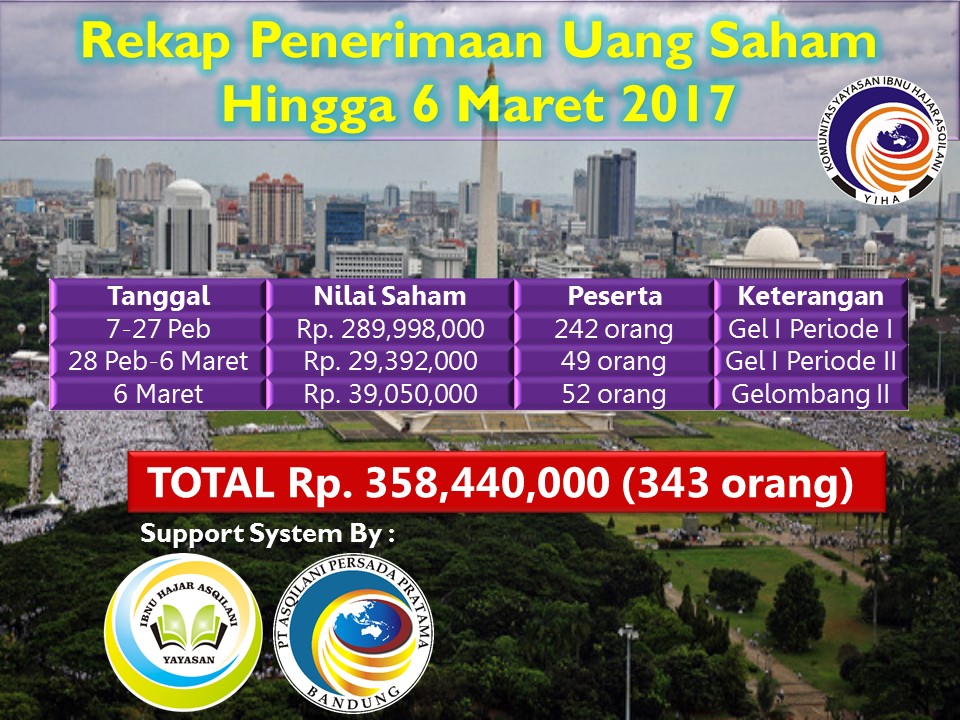 Rekap Penerimaan Uang Saham
Hingga 6 Maret 2017
KOMUNITAS YAYASAN IBNU HAJAR ASQILANI
YIHA
Tanggal Nilai Saham Peserta Keterangan
7-27 Peb Rp. 289,998,000 242 orang Gel I Periode I
28 Peb-6 Maret Rp. 29,392,000 49 orang Gel I Periode II
6 Maret Rp. 39,050,000 52 orang Gelombang II
TOTAL Rp. 358,440,000 (343 orang)
Support System By :
IBNU HAJAR ASQILANI
YAYASAN
PT ASQILANI PERSADA PRATAMA
BANDUNG